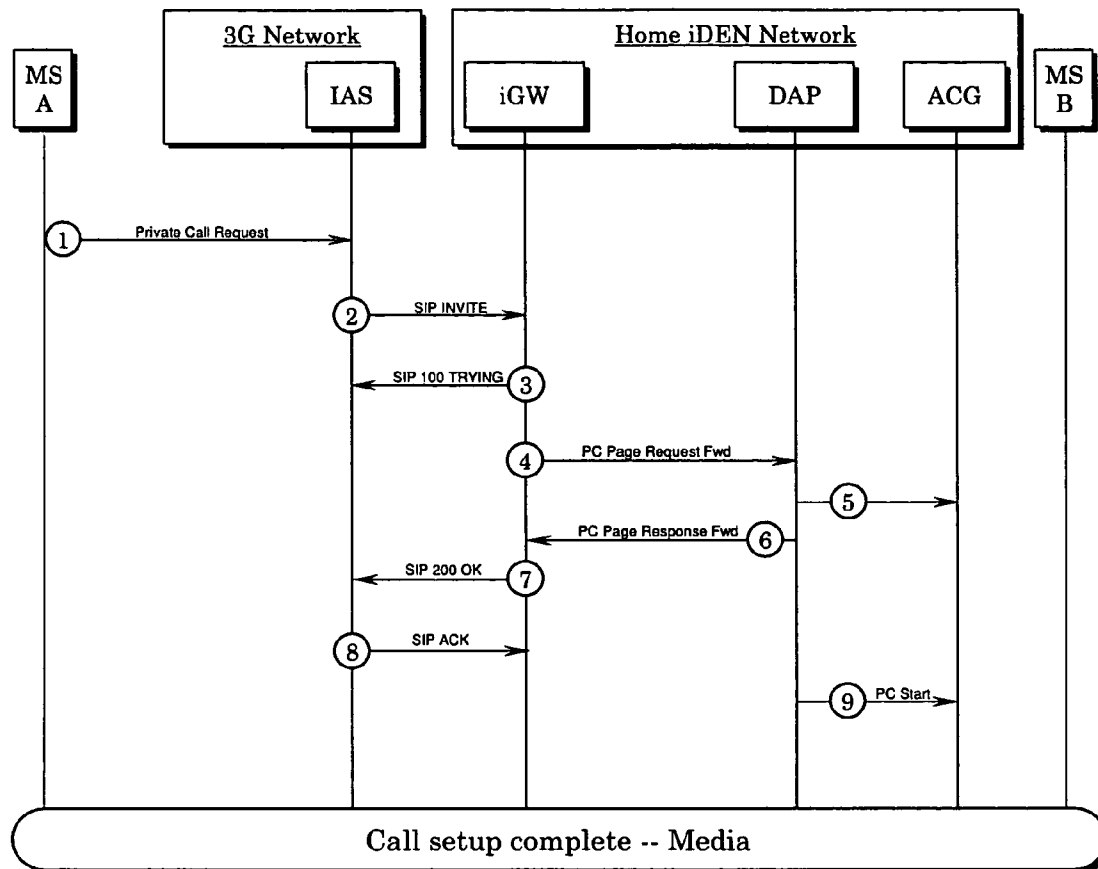 3G Network
Home iDEN Network
MS
A
IAS
iGW
DAP
ACG
MS
B
1
Private Call Request
2
SIP INVITE
SIP 100 TRYING
3
4
PC Page Request Fwd
5
PC Page Response Fwd
6
SIP 200 OK
7
8
SIP ACK
9
PC Start
Call setup complete -- Media